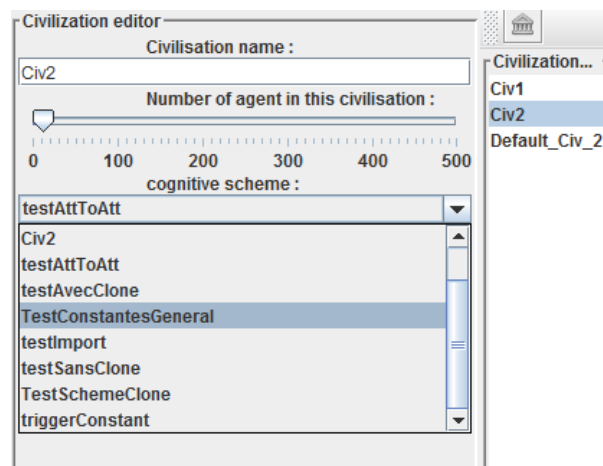 Civilization editor
Civilisation name :
Civ2
Number of agent in this civilisation :
0 100 200 300 400 500
cognitive scheme :
testAttToAtt
Civ2
testAttToAtt
testAvecClone
TestConstantesGeneral
testImport
testSansClone
TestSchemeClone
triggerConstant
Civilization...
Civ1
Civ2
Default_Civ_2